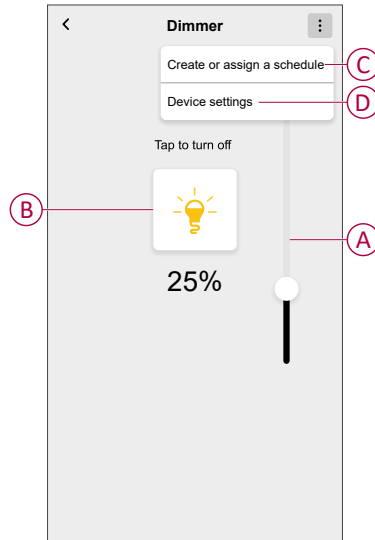 Dimmer
Create or assign a schedule
C
Device settings
D
Tap to turn off
B
A
25%